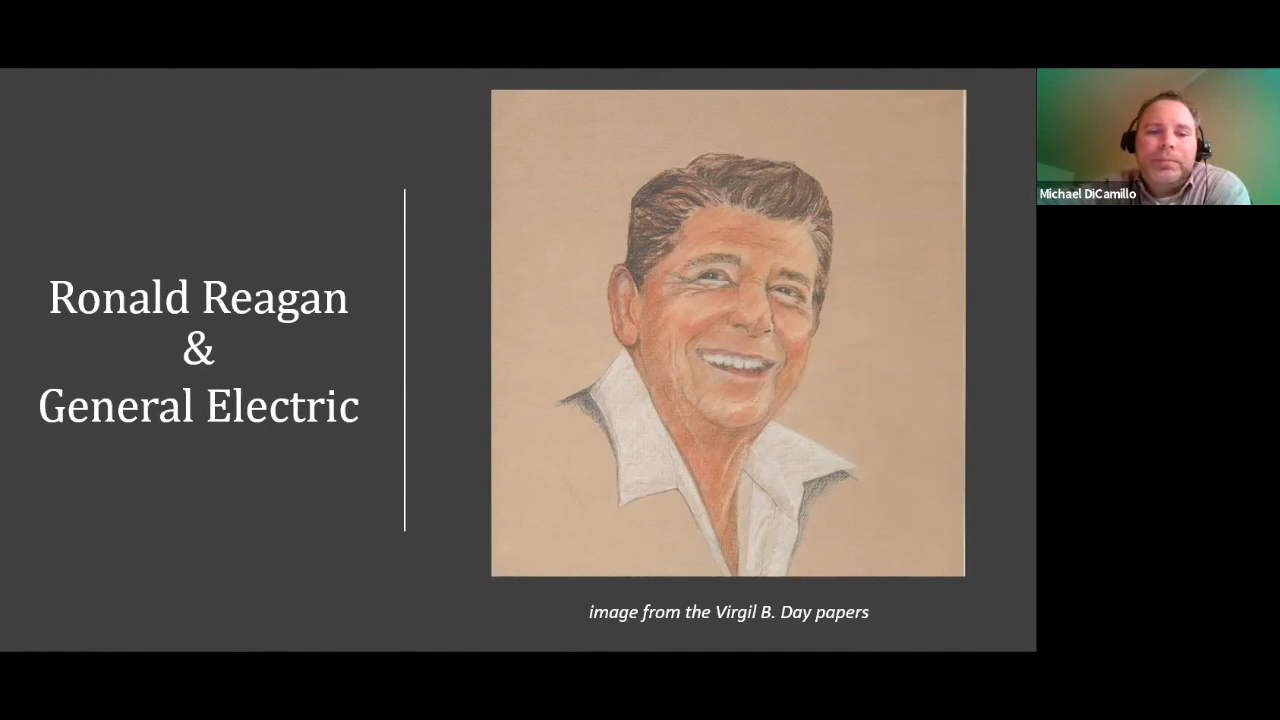 Ronald Reagan
&
General Electric
image from the Virgil B. Day papers
Michael DiCamillo